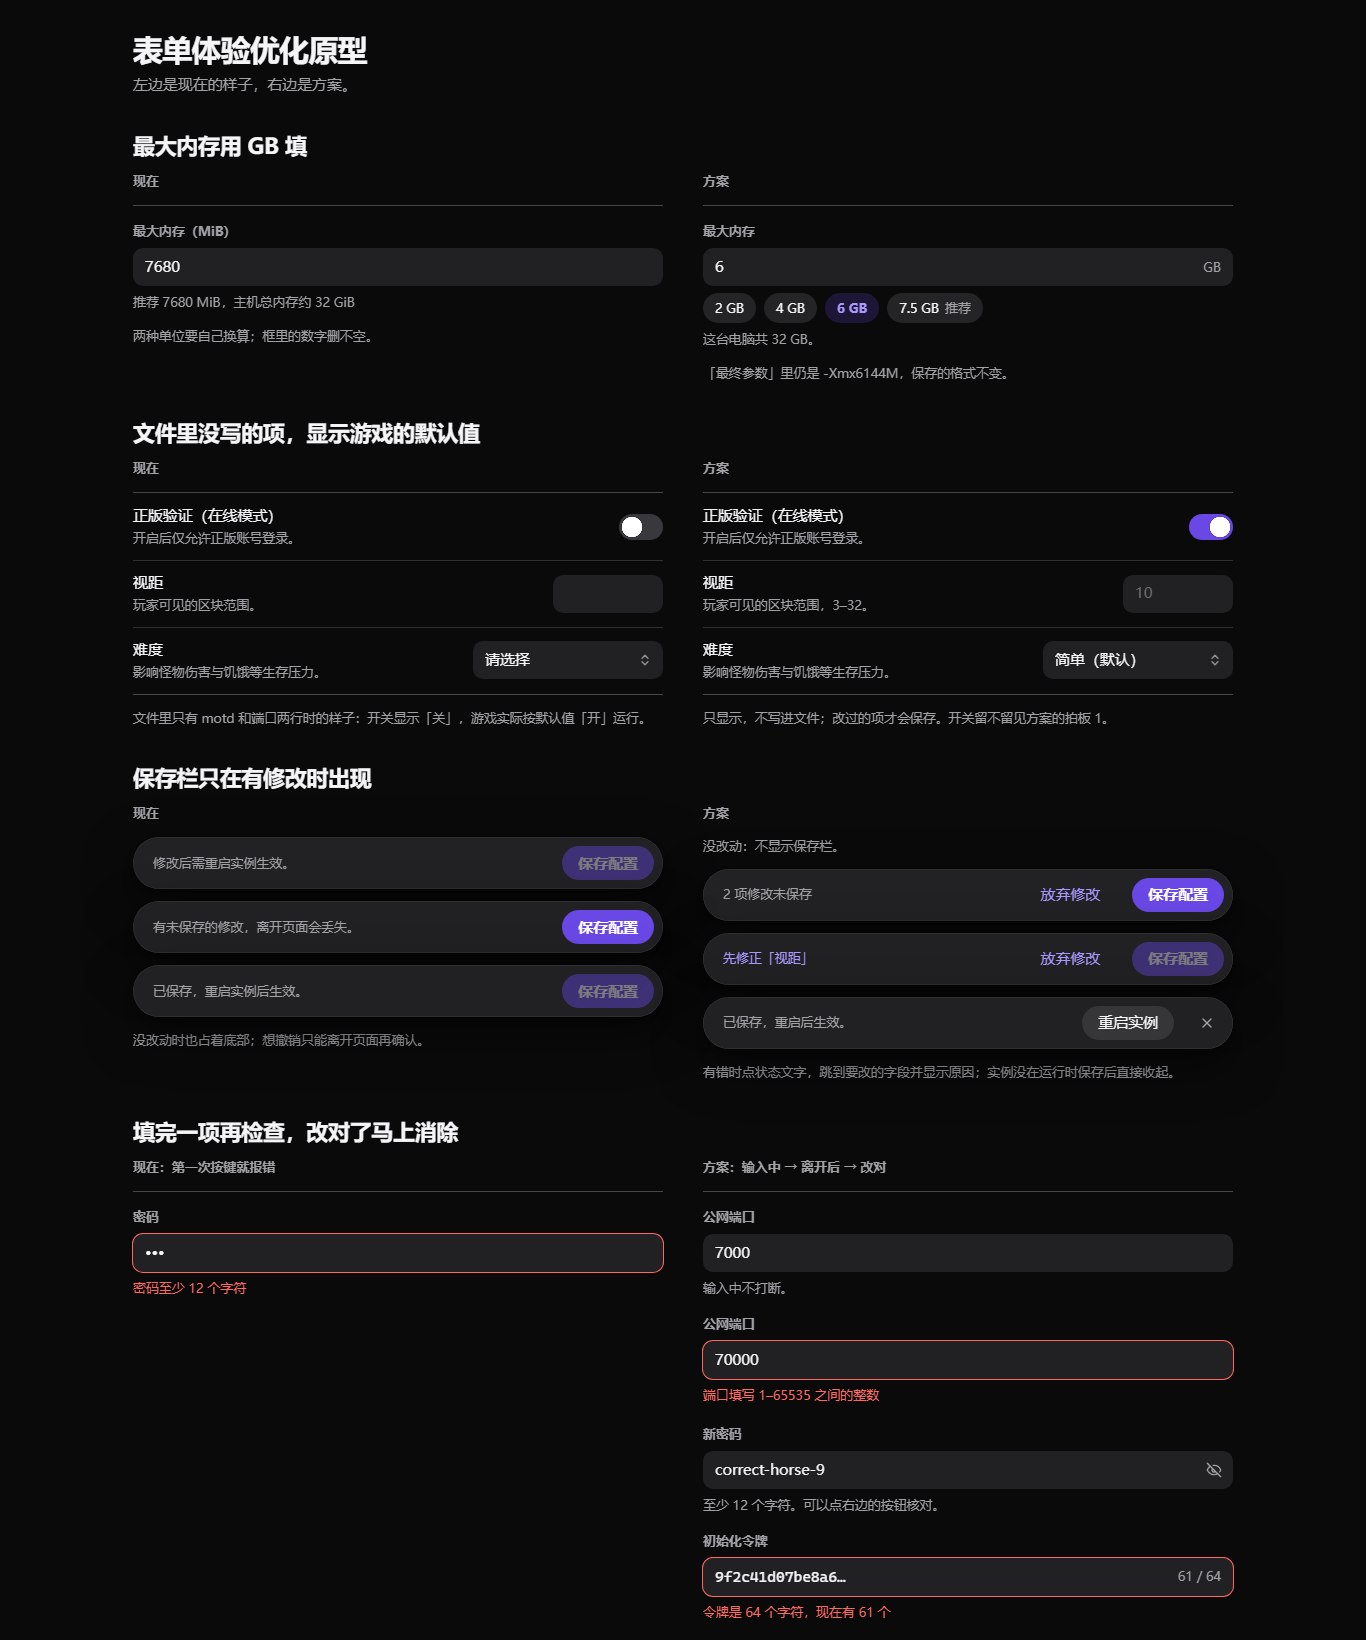 表单体验优化原型
左边是现在的样子，右边是方案。
最大内存用 GB 填
现在
最大内存（MiB）
7680
推荐 7680 MiB，主机总内存约 32 GiB
两种单位要自己换算；框里的数字删不空。
方案
最大内存
6
GB
2 GB
4 GB
6 GB
7.5 GB 推荐
这台电脑共 32 GB。
「最终参数」里仍是 -Xmx6144M，保存的格式不变。
文件里没写的项，显示游戏的默认值
现在
正版验证（在线模式）
开启后仅允许正版账号登录。
视距
玩家可见的区块范围。
难度
影响怪物伤害与饥饿等生存压力。
请选择
文件里只有 motd 和端口两行时的样子：开关显示「关」，游戏实际按默认值「开」运行。
方案
正版验证（在线模式）
开启后仅允许正版账号登录。
视距
玩家可见的区块范围，3–32。
10
难度
影响怪物伤害与饥饿等生存压力。
简单（默认）
只显示，不写进文件；改过的项才会保存。开关留不留见方案的拍板 1。
保存栏只在有修改时出现
现在
修改后需重启实例生效。
保存配置
有未保存的修改，离开页面会丢失。
保存配置
已保存，重启实例后生效。
保存配置
没改动时也占着底部；想撤销只能离开页面再确认。
方案
没改动：不显示保存栏。
2 项修改未保存
放弃修改
保存配置
先修正「视距」
放弃修改
保存配置
已保存，重启后生效。
重启实例
有错时点状态文字，跳到要改的字段并显示原因；实例没在运行时保存后直接收起。
填完一项再检查，改对了马上消除
现在：第一次按键就报错
密码
•••
密码至少 12 个字符
方案：输入中 → 离开后 → 改对
公网端口
7000
输入中不打断。
公网端口
70000
端口填写 1–65535 之间的整数
新密码
correct-horse-9
至少 12 个字符。可以点右边的按钮核对。
初始化令牌
9f2c41d07be8a6…
61 / 64
令牌是 64 个字符，现在有 61 个